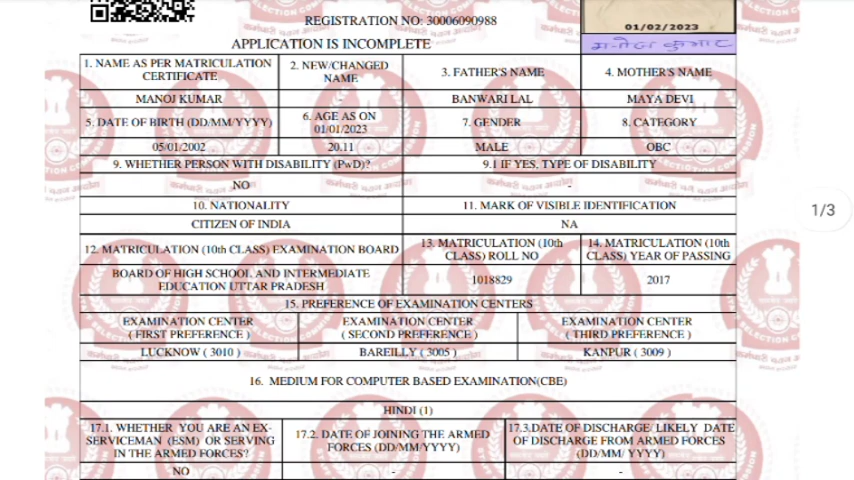 REGISTRATION NO: 30006090988
01/02/2023
मनोज कुमार
APPLICATION IS INCOMPLETE
1. NAME AS PER MATRICULATION CERTIFICATE
2. NEW/CHANGED NAME
3. FATHER'S NAME
4. MOTHER'S NAME
MANOJ KUMAR
-
BANWARI LAL
MAYA DEVI
5. DATE OF BIRTH (DD/MM/YYYY)
6. AGE AS ON 01/01/2023
7. GENDER
8. CATEGORY
05/01/2002
20.11
MALE
OBC
9. WHETHER PERSON WITH DISABILITY (PwD)?
9.1 IF YES, TYPE OF DISABILITY
NO
-
10. NATIONALITY
11. MARK OF VISIBLE IDENTIFICATION
CITIZEN OF INDIA
NA
12. MATRICULATION (10th CLASS) EXAMINATION BOARD
13. MATRICULATION (10th CLASS) ROLL NO
14. MATRICULATION (10th CLASS) YEAR OF PASSING
BOARD OF HIGH SCHOOL AND INTERMEDIATE EDUCATION UTTAR PRADESH
1018829
2017
15. PREFERENCE OF EXAMINATION CENTERS
EXAMINATION CENTER ( FIRST PREFERENCE )
EXAMINATION CENTER ( SECOND PREFERENCE )
EXAMINATION CENTER ( THIRD PREFERENCE )
LUCKNOW ( 3010 )
BAREILLY ( 3005 )
KANPUR ( 3009 )
16. MEDIUM FOR COMPUTER BASED EXAMINATION(CBE)
HINDI (1)
17.1. WHETHER YOU ARE AN EX-SERVICEMAN (ESM) OR SERVING IN THE ARMED FORCES?
17.2. DATE OF JOINING THE ARMED FORCES (DD/MM/YYYY)
17.3.DATE OF DISCHARGE/ LIKELY DATE OF DISCHARGE FROM ARMED FORCES (DD/MM/ YYYY)
NO
-
-
1/3